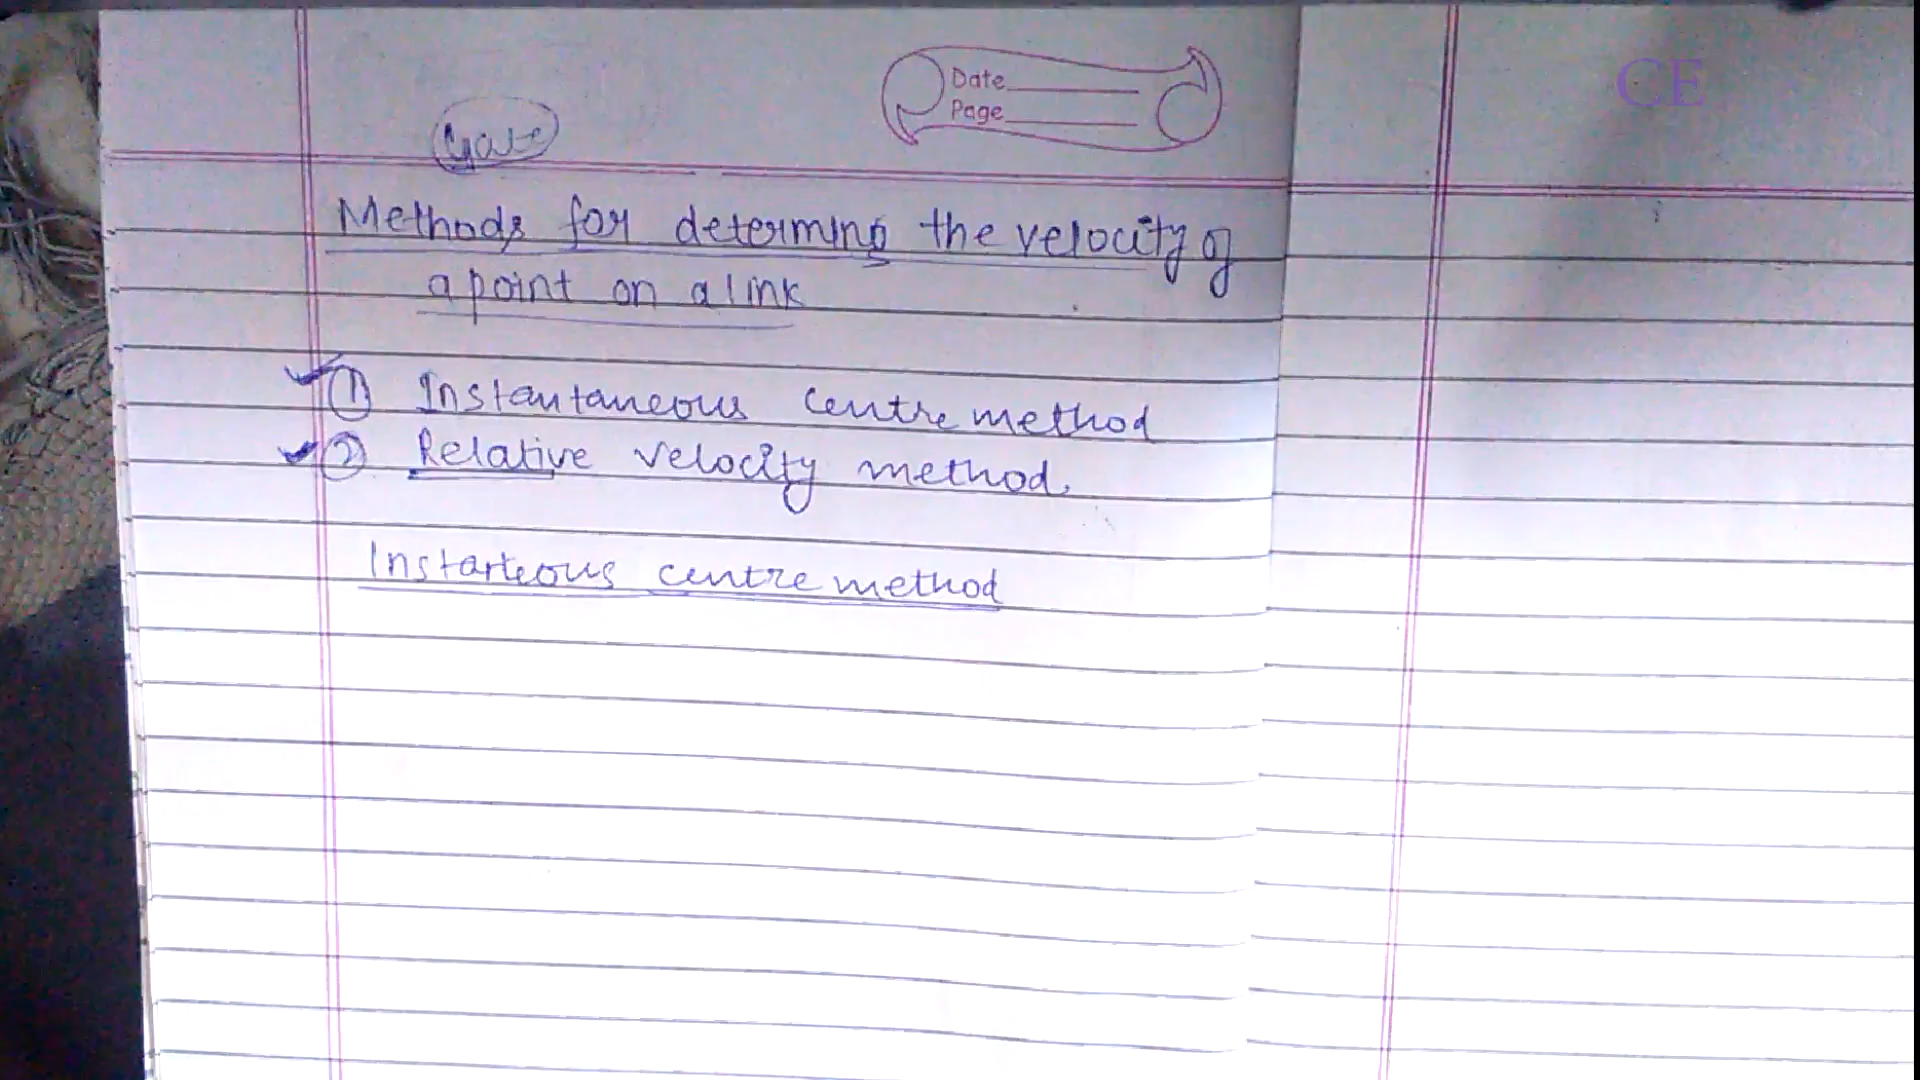 Date
Page
CE
Gate
Methods for determing the velocity of
a point on a link
① Instantaneous centre method
② Relative velocity method.
Instarteous centre method